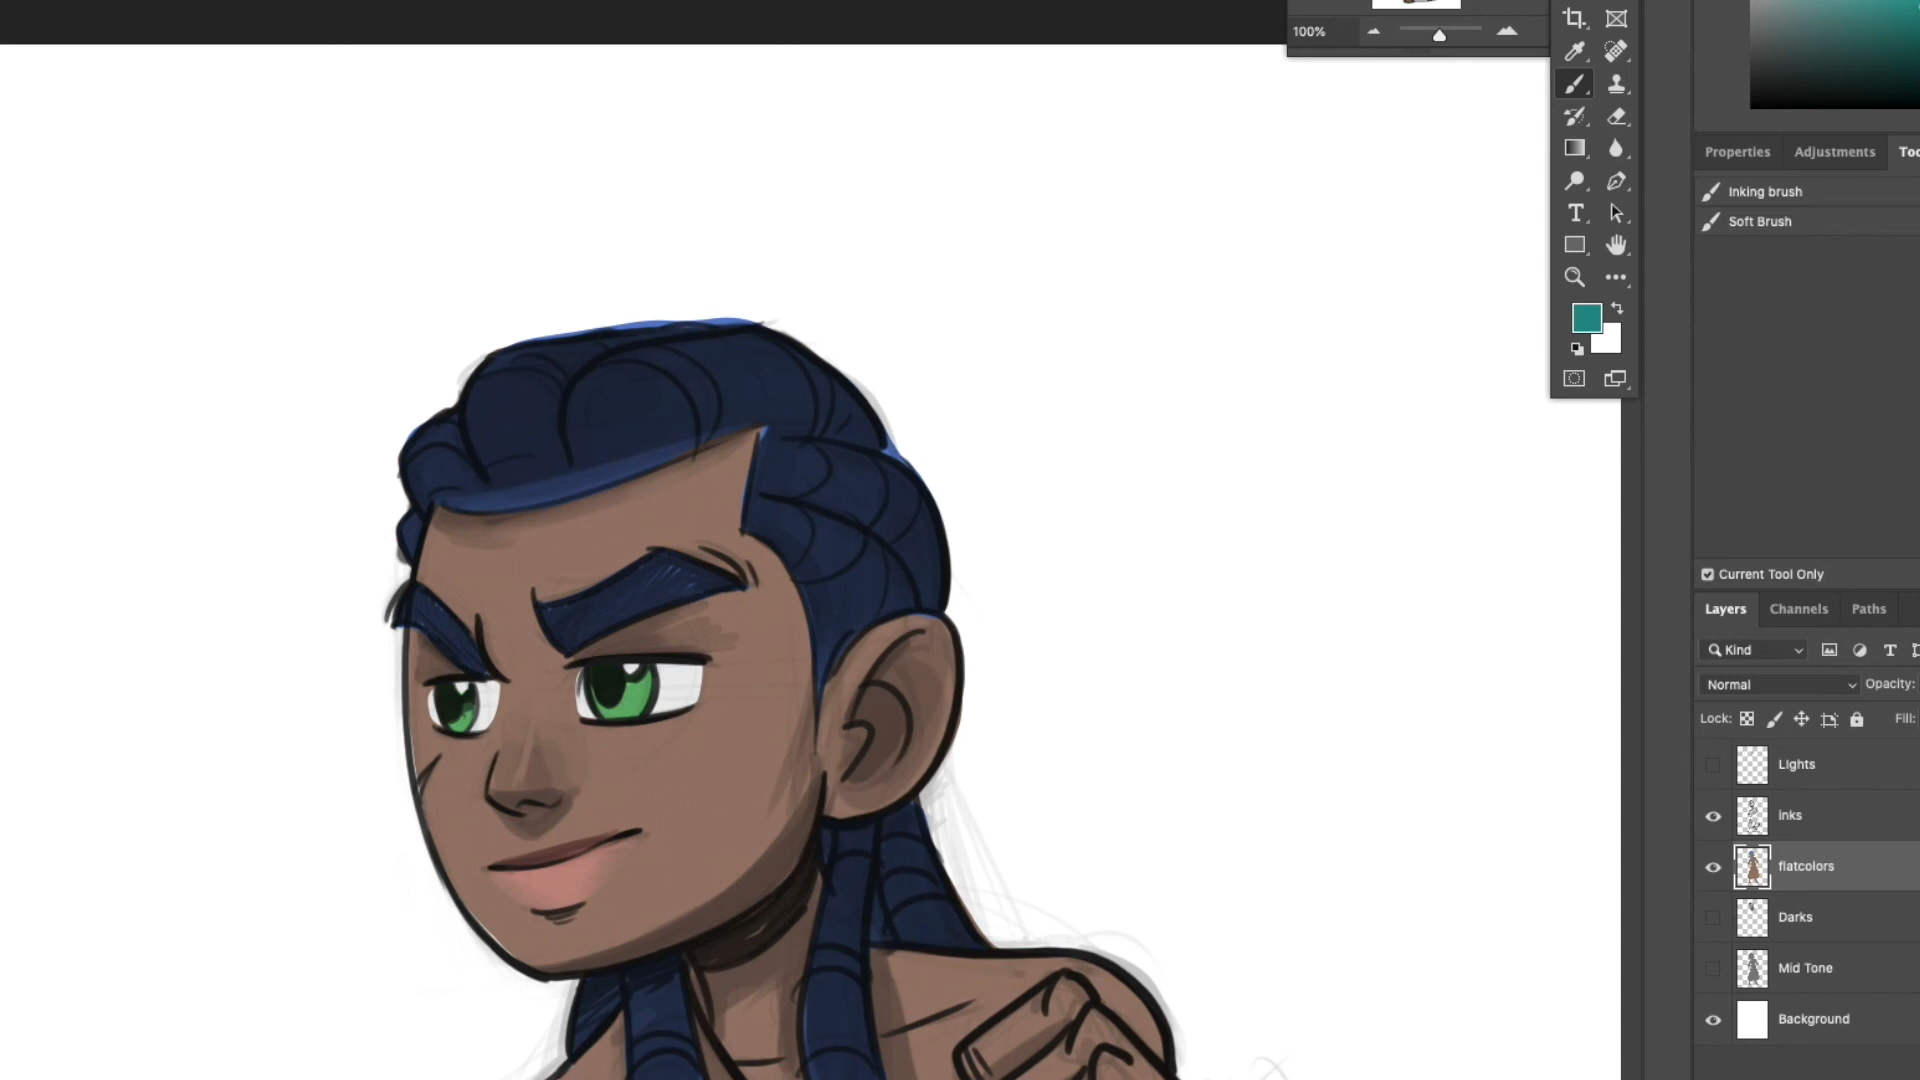 100%
Properties Adjustments Too
Inking brush
Soft Brush
Current Tool Only
Layers Channels Paths
Kind
Normal Opacity:
Lock: Fill:
Lights
inks
flatcolors
Darks
Mid Tone
Background